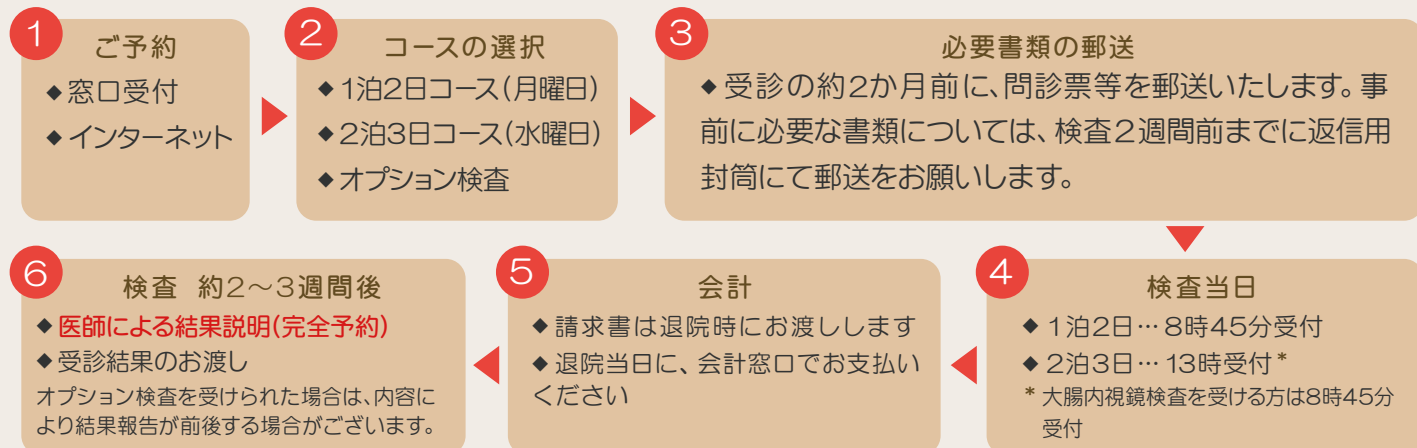 1
ご予約
◆窓口受付
◆インターネット
2
コースの選択
◆1泊2日コース(月曜日)
◆2泊3日コース(水曜日)
◆オプション検査
3
必要書類の郵送
◆受診の約2か月前に、問診票等を郵送いたします。事
前に必要な書類については、検査2週間前までに返信用
封筒にて郵送をお願いします。
4
検査当日
◆1泊2日…8時45分受付
◆2泊3日…13時受付*
*大腸内視鏡検査を受ける方は8時45分
受付
5
会計
◆請求書は退院時にお渡しします
◆退院当日に、会計窓口でお支払い
ください
6
検査 約2〜3週間後
◆医師による結果説明(完全予約)
◆受診結果のお渡し
オプション検査を受けられた場合は、内容に
より結果報告が前後する場合がございます。